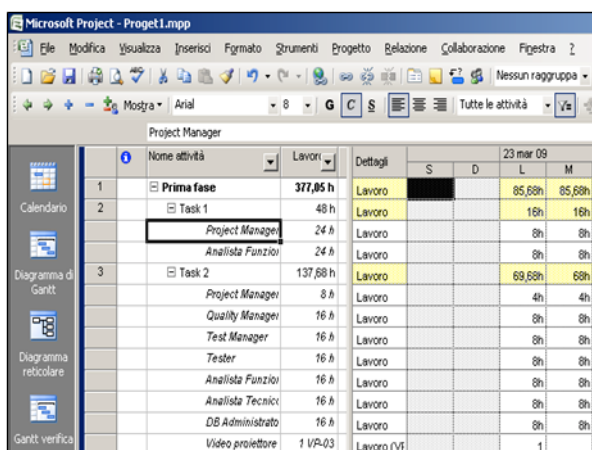 Microsoft Project - Proget1.mpp
File Modifica Visualizza Inserisci Formato Strumenti Progetto Relazione Collaborazione Finestra ?
Nessun raggruppa
Mostra Arial 8 G C S Tutte le attività
Project Manager
Nome attività Lavoro Dettagli 23 mar 09
S D L M
1 Prima fase 377,05 h Lavoro 85,68h 85,68h
Calendario 2 Task 1 48 h Lavoro 16h 16h
Project Manager 24 h Lavoro 8h 8h
Analista Funzio 24 h Lavoro 8h 8h
Diagramma di Gantt
3 Task 2 137,68 h Lavoro 69,68h 68h
Project Manager 8 h Lavoro 4h 4h
Quality Manager 16 h Lavoro 8h 8h
Test Manager 16 h Lavoro 8h 8h
Diagramma reticolare
Tester 16 h Lavoro 8h 8h
Analista Funzio 16 h Lavoro 8h 8h
Analista Tecnic 16 h Lavoro 8h 8h
DB Administrato 16 h Lavoro 8h 8h
Gantt verifica Video proiettore 1 VP-03 Lavoro (VF 1